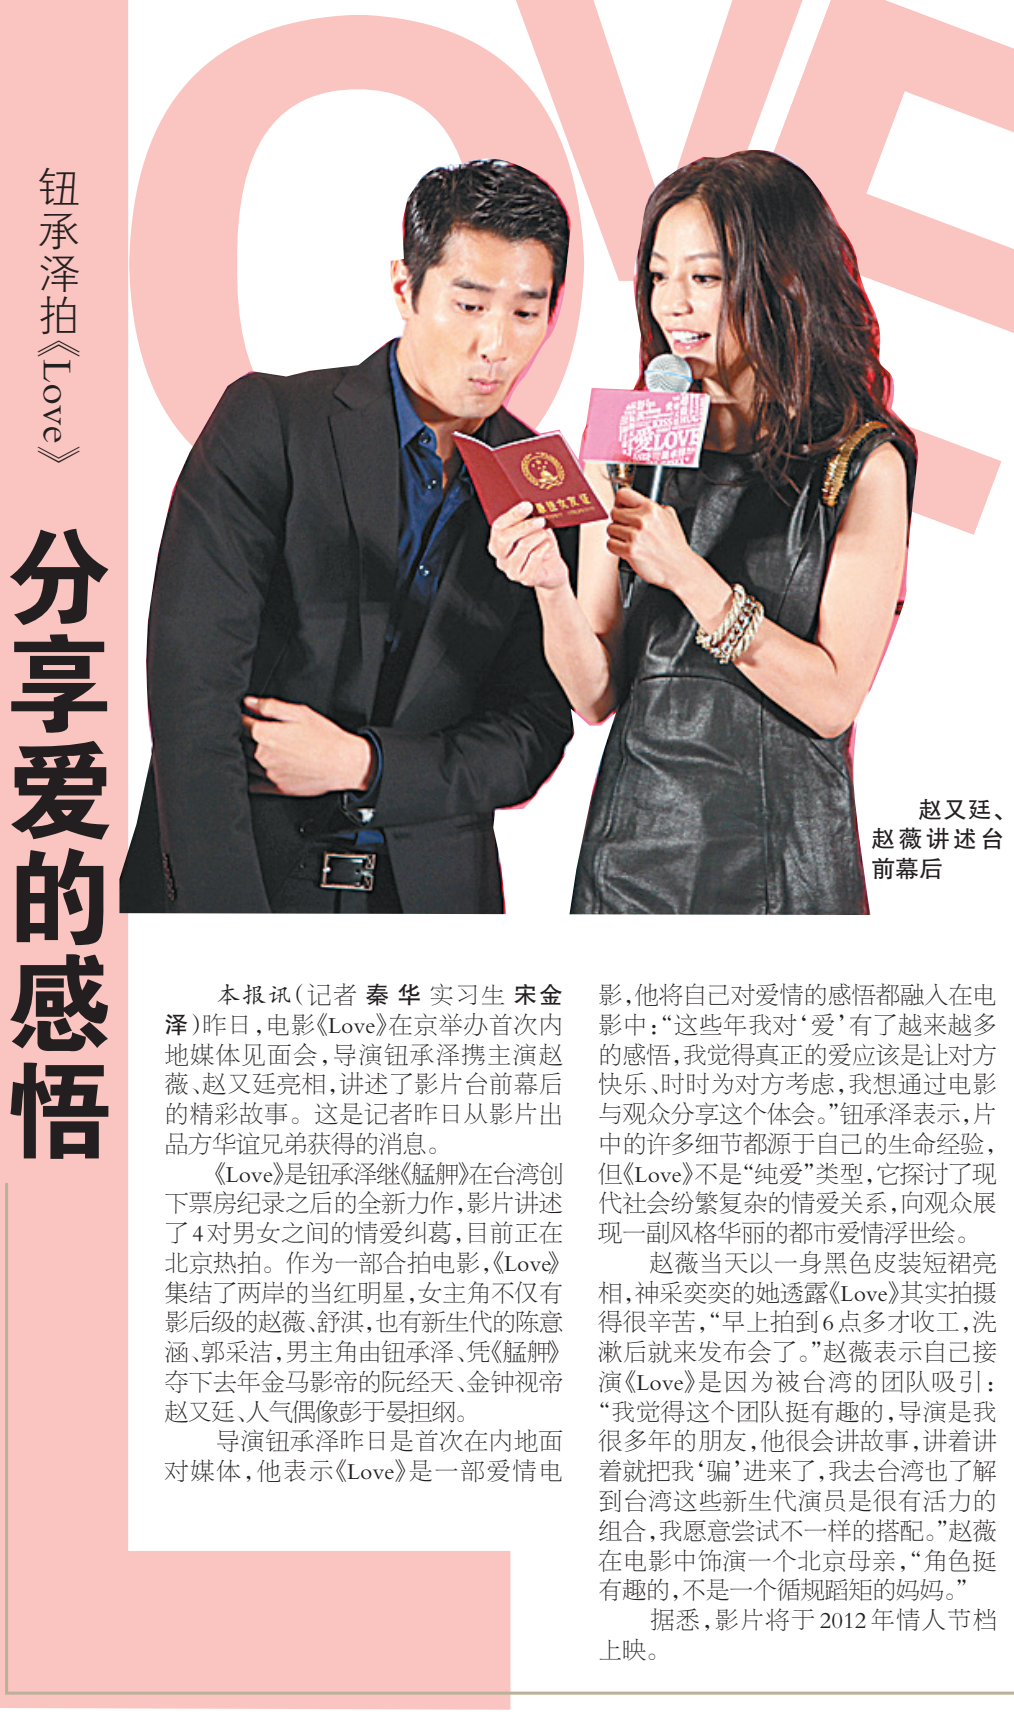 LOVE
钮承泽拍《Love》
分享爱的感悟
最佳女友证
KISS
HUG
愛LOVE
赵又廷、
赵薇讲述台
前幕后
本报讯(记者 秦 华 实习生 宋金
泽)昨日,电影《Love》在京举办首次内
地媒体见面会,导演钮承泽携主演赵
薇、赵又廷亮相,讲述了影片台前幕后
的精彩故事。这是记者昨日从影片出
品方华谊兄弟获得的消息。
《Love》是钮承泽继《艋舺》在台湾创
下票房纪录之后的全新力作,影片讲述
了4对男女之间的情爱纠葛,目前正在
北京热拍。作为一部合拍电影,《Love》
集结了两岸的当红明星,女主角不仅有
影后级的赵薇、舒淇,也有新生代的陈意
涵、郭采洁,男主角由钮承泽、凭《艋舺》
夺下去年金马影帝的阮经天、金钟视帝
赵又廷、人气偶像彭于晏担纲。
导演钮承泽昨日是首次在内地面
对媒体,他表示《Love》是一部爱情电
影,他将自己对爱情的感悟都融入在电
影中:“这些年我对‘爱’有了越来越多
的感悟,我觉得真正的爱应该是让对方
快乐、时时为对方考虑,我想通过电影
与观众分享这个体会。”钮承泽表示,片
中的许多细节都源于自己的生命经验,
但《Love》不是“纯爱”类型,它探讨了现
代社会纷繁复杂的情爱关系,向观众展
现一副风格华丽的都市爱情浮世绘。
赵薇当天以一身黑色皮装短裙亮
相,神采奕奕的她透露《Love》其实拍摄
得很辛苦,“早上拍到6点多才收工,洗
漱后就来发布会了。”赵薇表示自己接
演《Love》是因为被台湾的团队吸引:
“我觉得这个团队挺有趣的,导演是我
很多年的朋友,他很会讲故事,讲着讲
着就把我‘骗’进来了,我去台湾也了解
到台湾这些新生代演员是很有活力的
组合,我愿意尝试不一样的搭配。”赵薇
在电影中饰演一个北京母亲,“角色挺
有趣的,不是一个循规蹈矩的妈妈。”
据悉,影片将于2012年情人节档
上映。